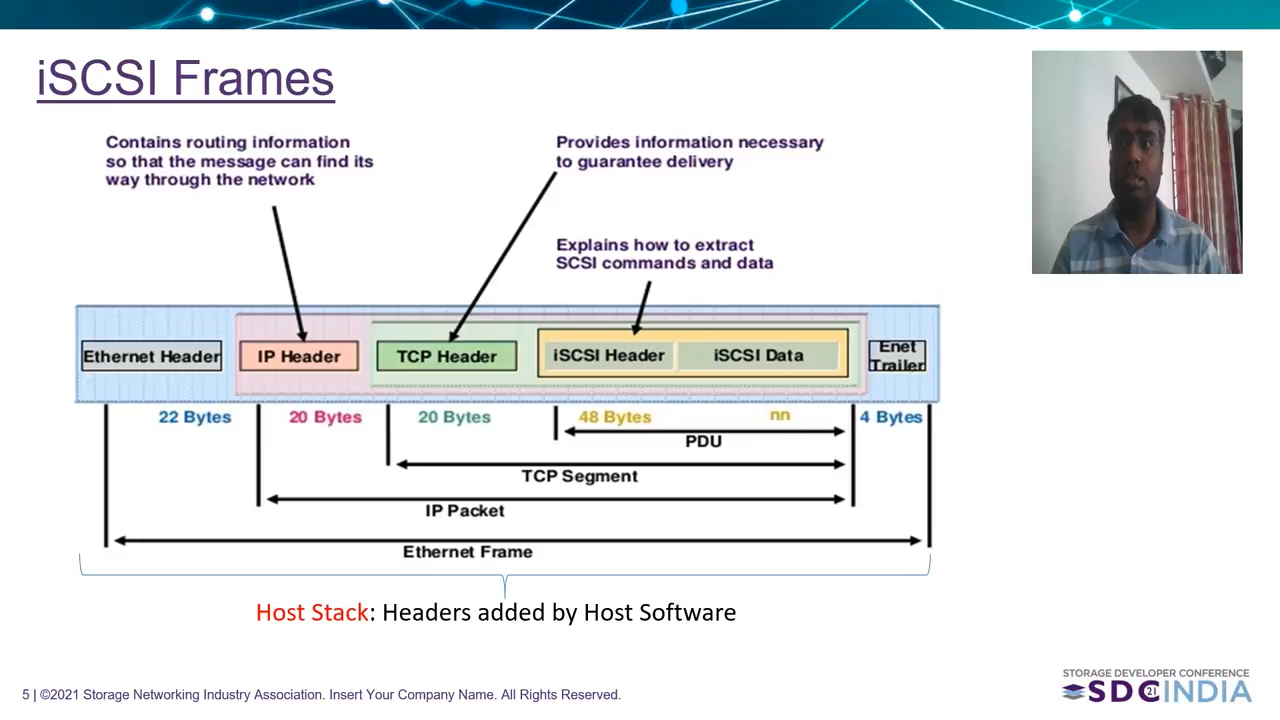 iSCSI Frames
Contains routing information
so that the message can find its
way through the network
Provides information necessary
to guarantee delivery
Explains how to extract
SCSI commands and data
Ethernet Header
IP Header
TCP Header
iSCSI Header
iSCSI Data
Enet
Trailer
22 Bytes
20 Bytes
20 Bytes
48 Bytes
nn
4 Bytes
PDU
TCP Segment
IP Packet
Ethernet Frame
Host Stack: Headers added by Host Software
5 | ©2021 Storage Networking Industry Association. Insert Your Company Name. All Rights Reserved.
STORAGE DEVELOPER CONFERENCE
SDC 21 INDIA